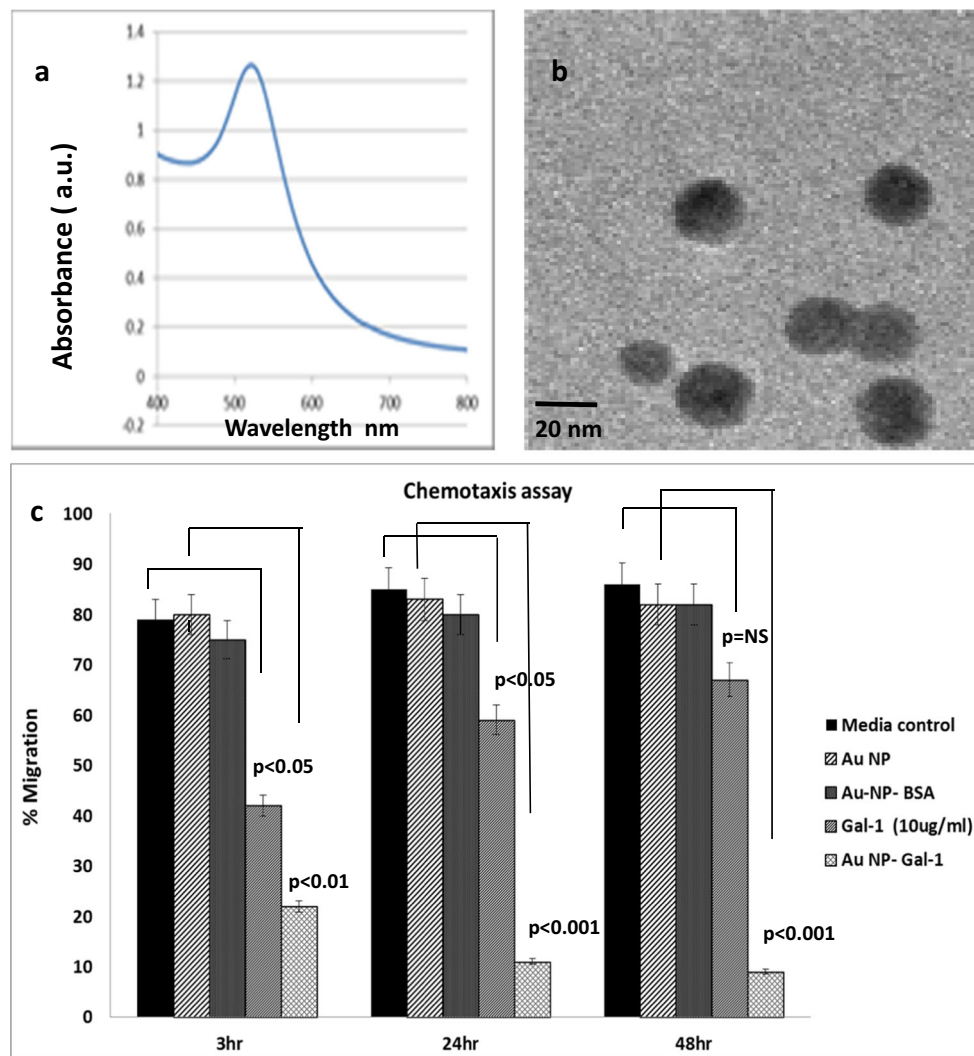 a
1.4
1.2
1
0.8
0.6
0.4
0.2
0
-0.2
400
500
600
700
800
Absorbance ( a.u.)
Wavelength nm
b
20 nm
c
Chemotaxis assay
100
90
80
70
60
50
40
30
20
10
0
% Migration
p<0.05
p<0.01
p<0.05
p<0.001
p=NS
p<0.001
3hr
24hr
48hr
Media control
Au NP
Au-NP- BSA
Gal-1 (10ug/ml)
Au NP- Gal-1